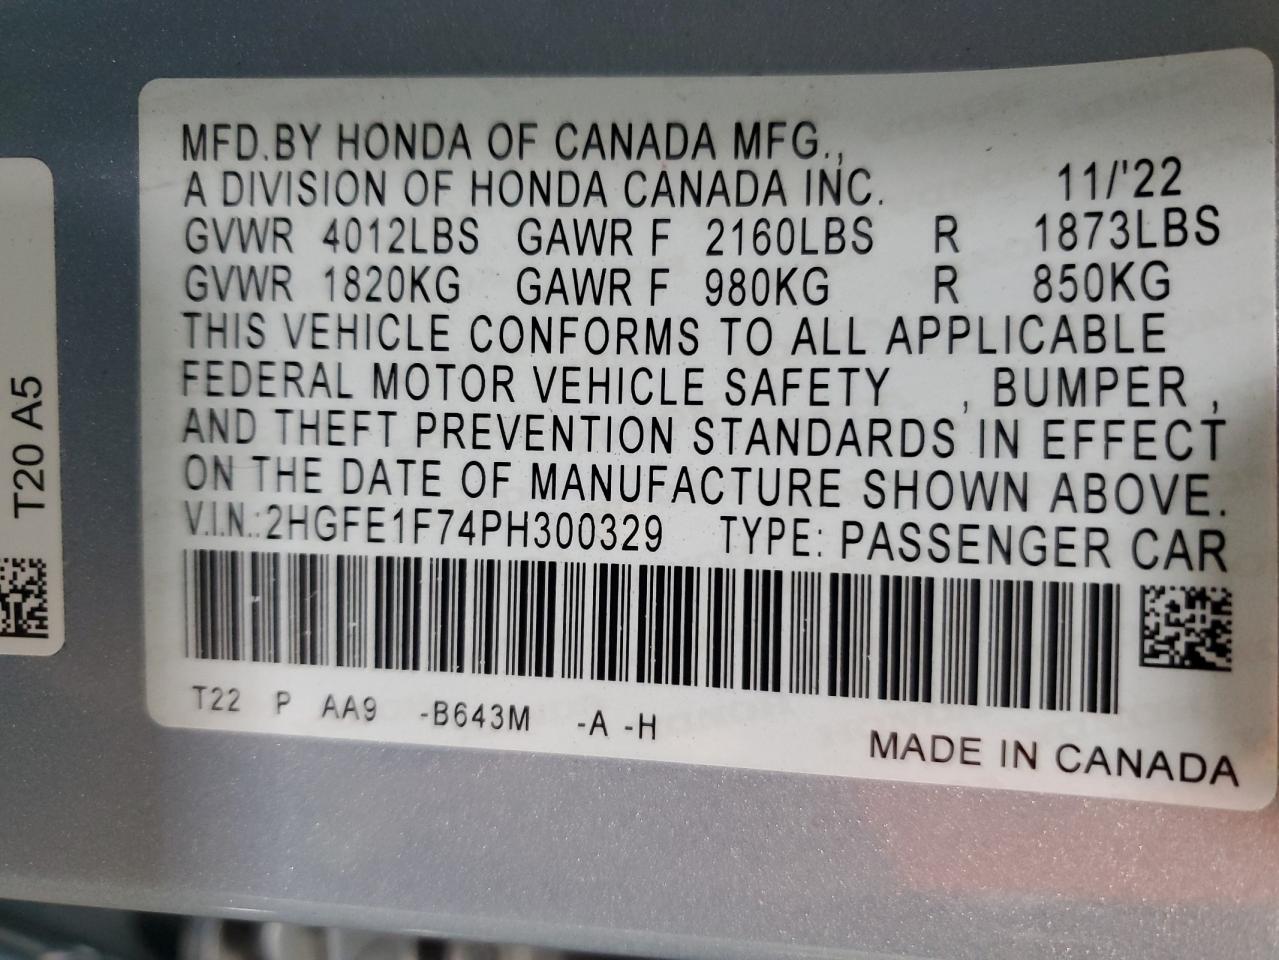 MFD.BY HONDA OF CANADA MFG.,
A DIVISION OF HONDA CANADA INC. 11/'22
GVWR 4012LBS GAWR F 2160LBS R 1873LBS
GVWR 1820KG GAWR F 980KG R 850KG
THIS VEHICLE CONFORMS TO ALL APPLICABLE
FEDERAL MOTOR VEHICLE SAFETY , BUMPER ,
AND THEFT PREVENTION STANDARDS IN EFFECT
ON THE DATE OF MANUFACTURE SHOWN ABOVE.
V.I.N.:2HGFE1F74PH300329 TYPE: PASSENGER CAR
T22 P AA9 -B643M -A -H
MADE IN CANADA
T20 A5